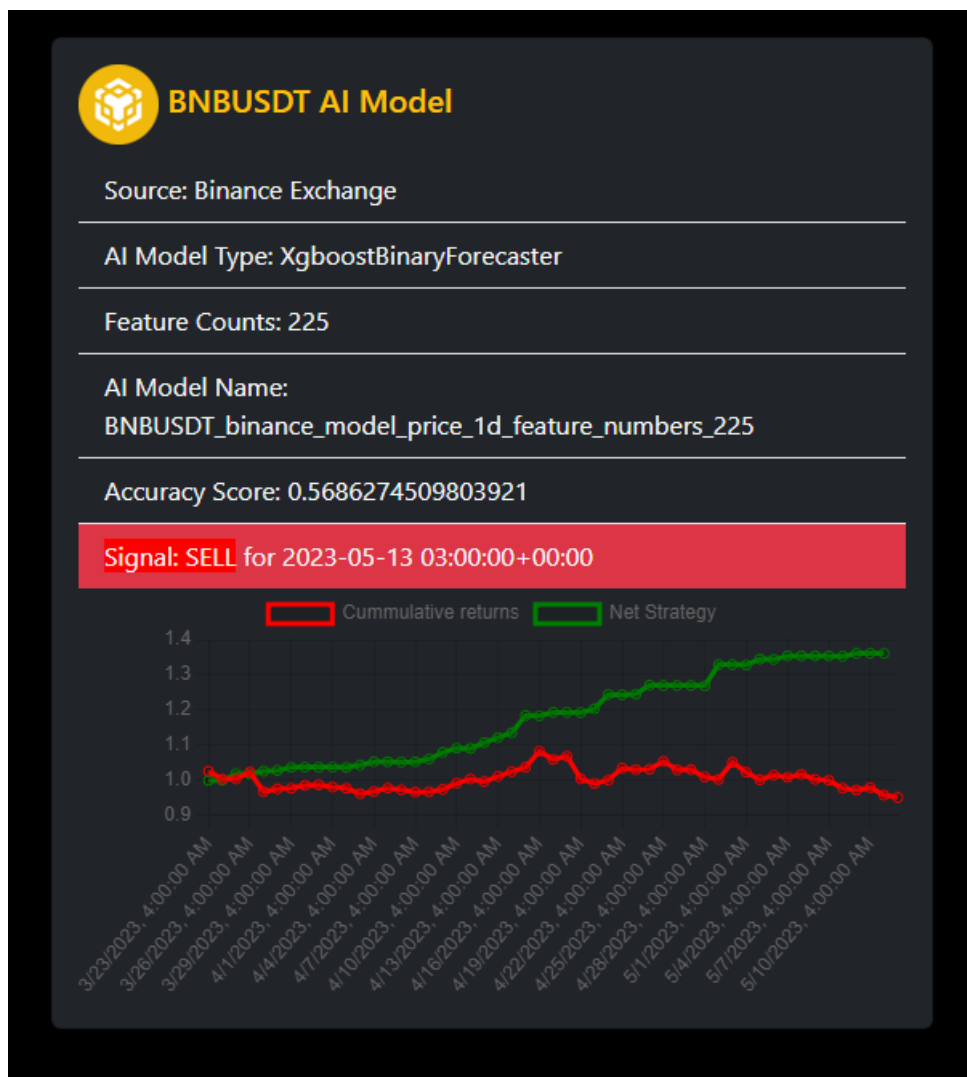 BNBUSDT AI Model
Source: Binance Exchange
AI Model Type: XgboostBinaryForecaster
Feature Counts: 225
AI Model Name:
BNBUSDT_binance_model_price_1d_feature_numbers_225
Accuracy Score: 0.5686274509803921
Signal: SELL for 2023-05-13 03:00:00+00:00
Cummulative returns Net Strategy
1.4
1.3
1.2
1.1
1.0
0.9
3/23/2023, 4:00:00 AM
3/26/2023, 4:00:00 AM
3/29/2023, 4:00:00 AM
4/1/2023, 4:00:00 AM
4/4/2023, 4:00:00 AM
4/7/2023, 4:00:00 AM
4/10/2023, 4:00:00 AM
4/13/2023, 4:00:00 AM
4/16/2023, 4:00:00 AM
4/19/2023, 4:00:00 AM
4/22/2023, 4:00:00 AM
4/25/2023, 4:00:00 AM
4/28/2023, 4:00:00 AM
5/1/2023, 4:00:00 AM
5/4/2023, 4:00:00 AM
5/7/2023, 4:00:00 AM
5/10/2023, 4:00:00 AM